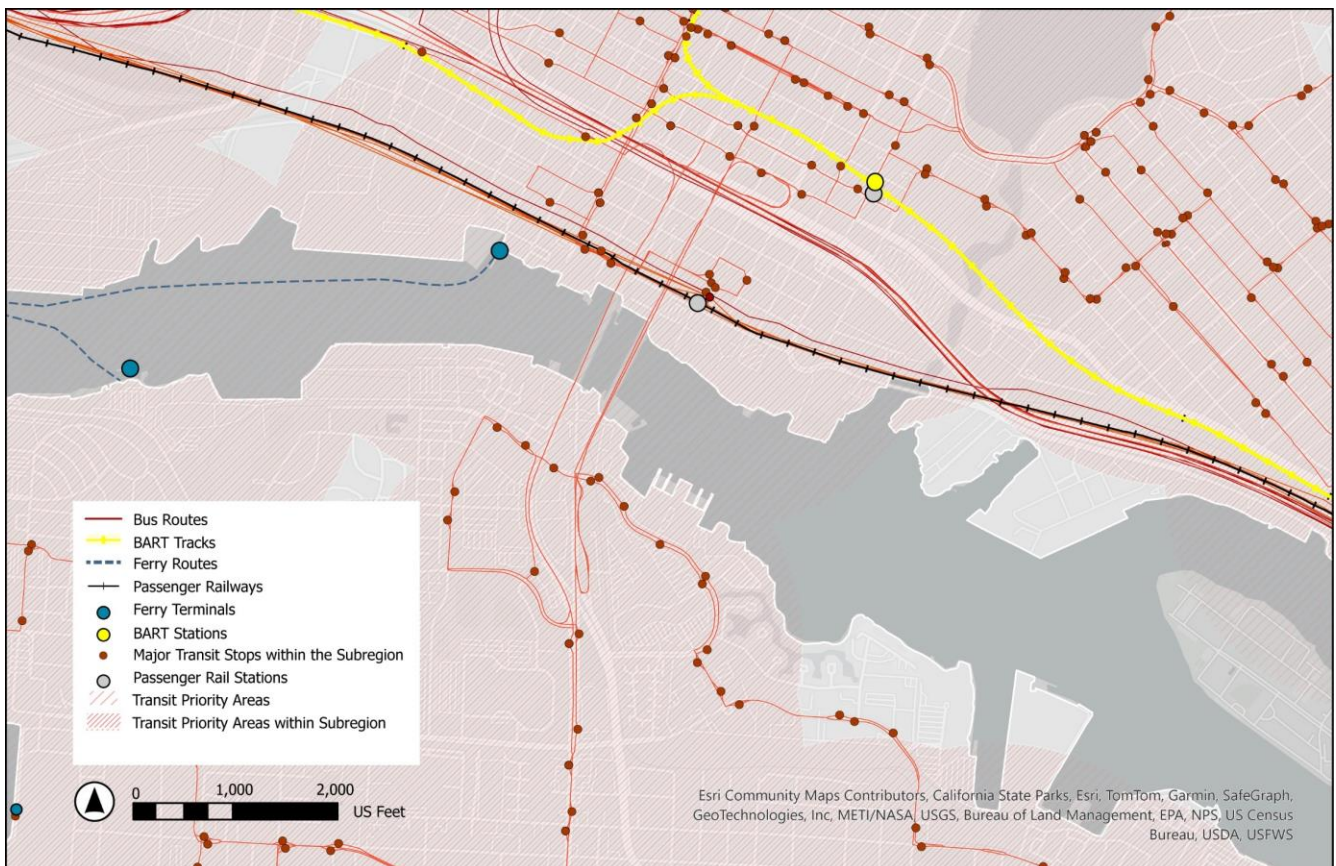 Bus Routes
BART Tracks
Ferry Routes
Passenger Railways
Ferry Terminals
BART Stations
Major Transit Stops within the Subregion
Passenger Rail Stations
Transit Priority Areas
Transit Priority Areas within Subregion
0 1,000 2,000
US Feet
Esri Community Maps Contributors, California State Parks, Esri, TomTom, Garmin, SafeGraph,
GeoTechnologies, Inc, METI/NASA, USGS, Bureau of Land Management, EPA, NPS, US Census
Bureau, USDA, USFWS